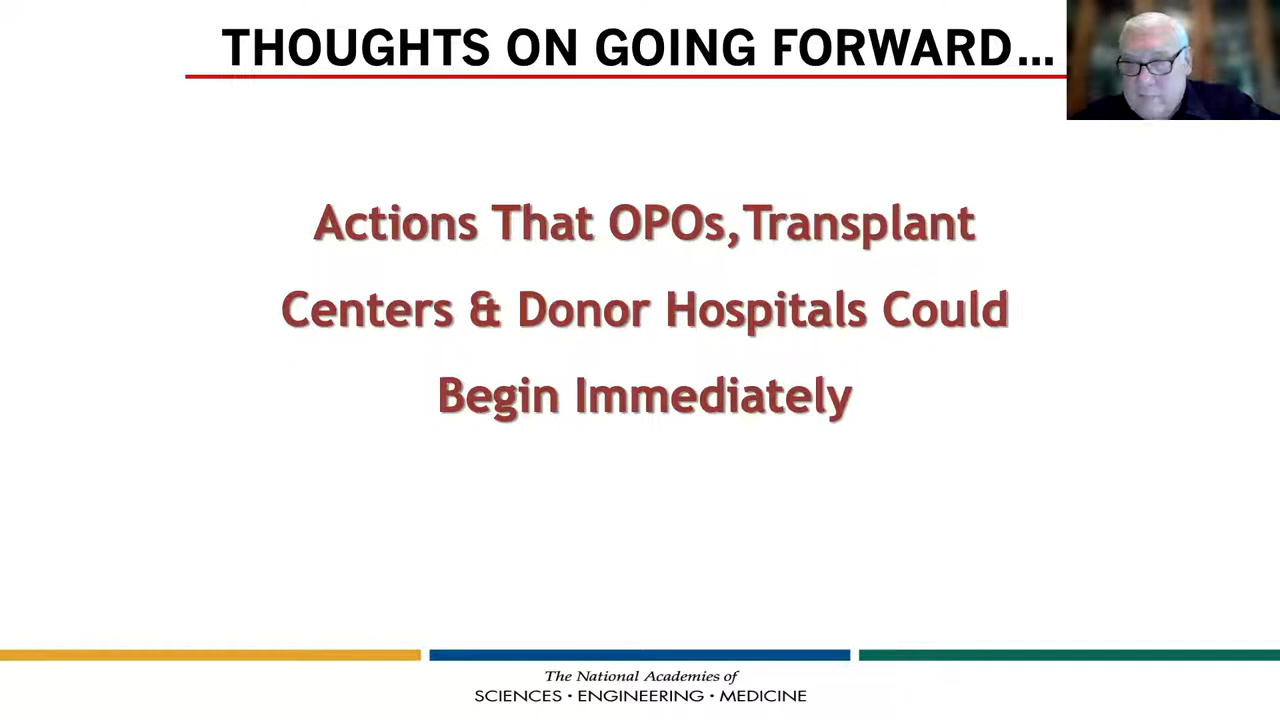 THOUGHTS ON GOING FORWARD...
Actions That OPOs,Transplant
Centers & Donor Hospitals Could
Begin Immediately
The National Academies of
SCIENCES · ENGINEERING · MEDICINE